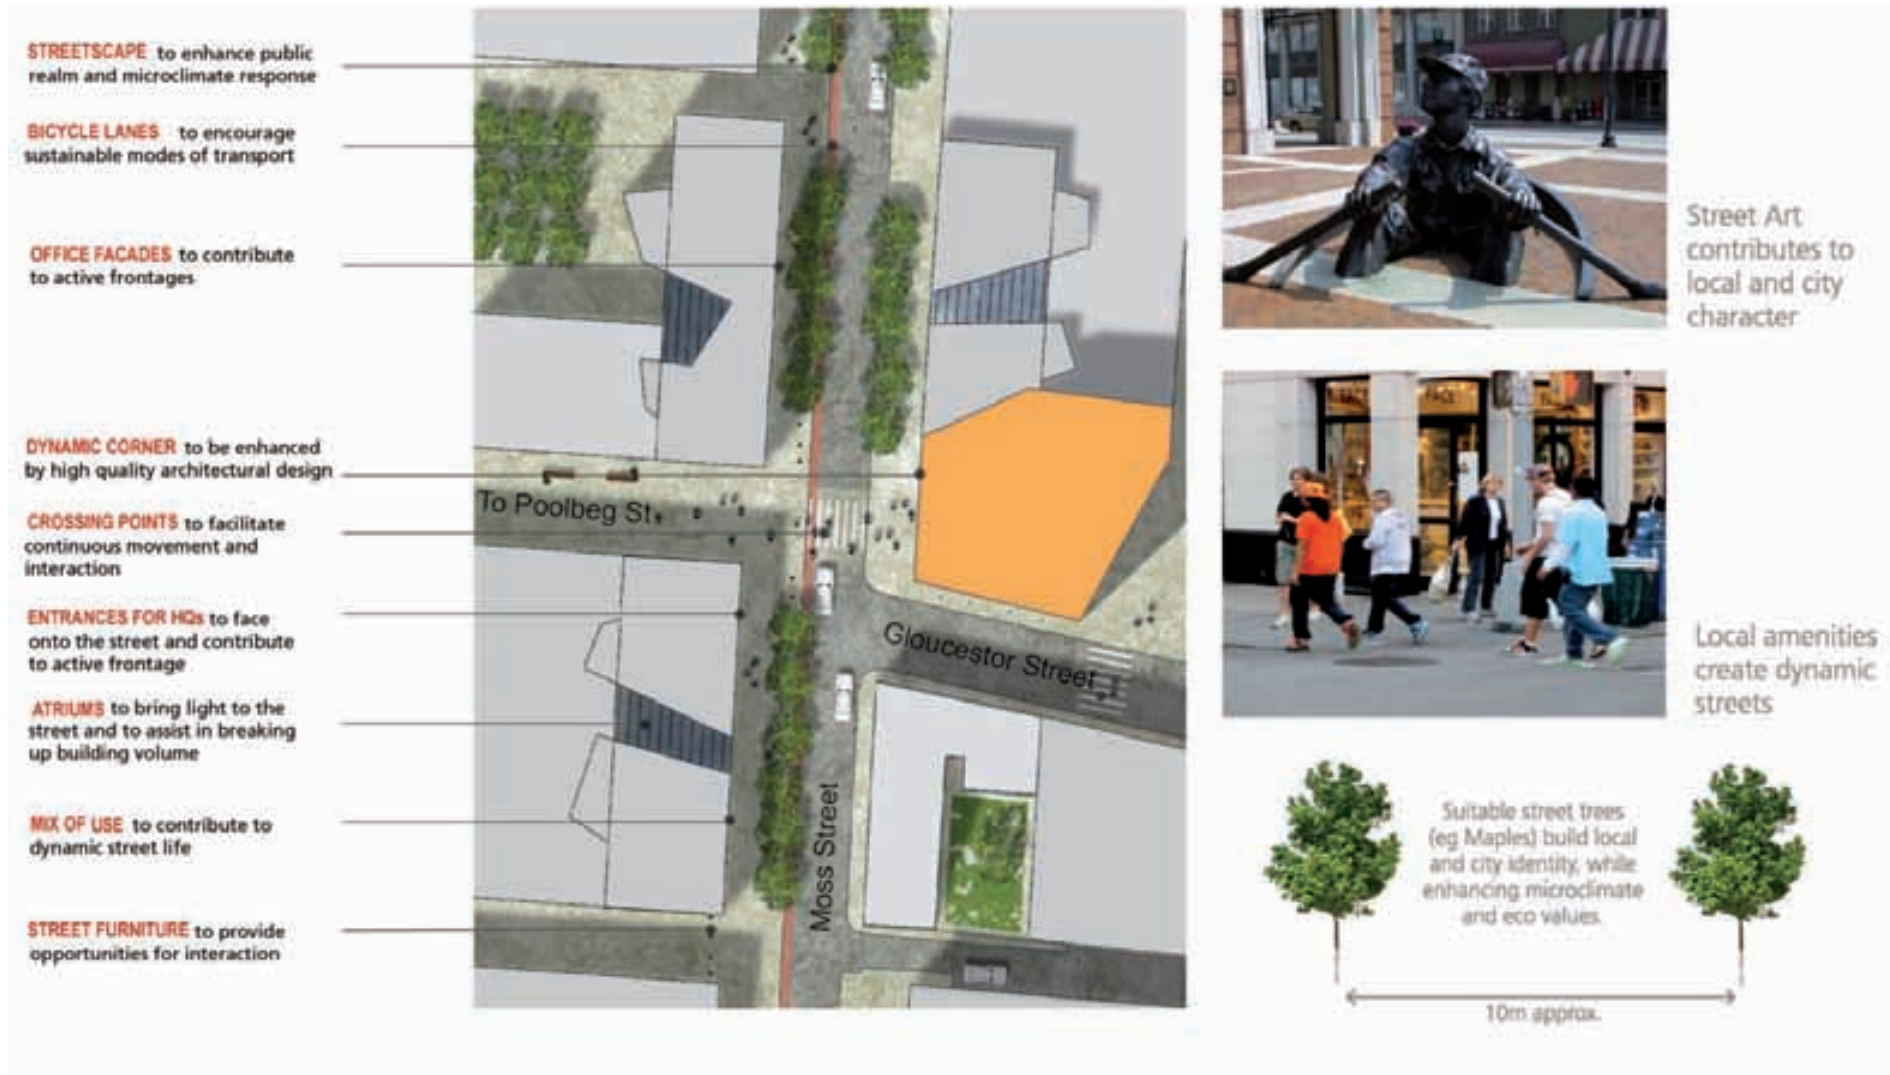 STREETSCAPE to enhance public
realm and microclimate response
BICYCLE LANES to encourage
sustainable modes of transport
OFFICE FACADES to contribute
to active frontages
DYNAMIC CORNER to be enhanced
by high quality architectural design
CROSSING POINTS to facilitate
continuous movement and
interaction
ENTRANCES FOR HQs to face
onto the street and contribute
to active frontage
ATRIUMS to bring light to the
street and to assist in breaking
up building volume
MIX OF USE to contribute to
dynamic street life
STREET FURNITURE to provide
opportunities for interaction
To Poolbeg St.
Gloucestor Street
Moss Street
Street Art
contributes to
local and city
character
FACE
Local amenities
create dynamic
streets
Suitable street trees
(eg Maples) build local
and city identity, while
enhancing microclimate
and eco values.
10m approx.